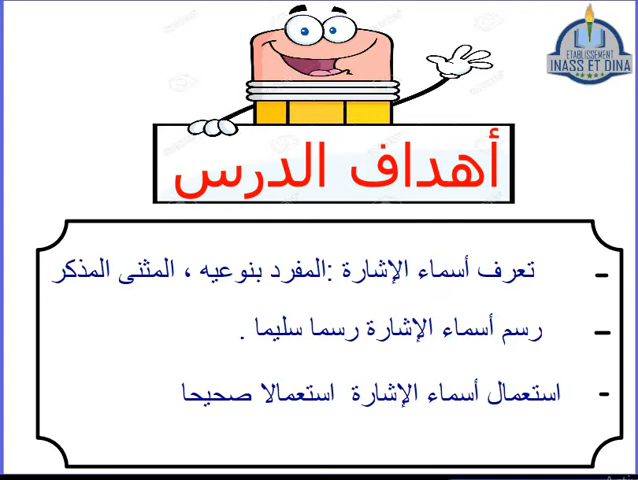 ETABLISSEMENT
INASS ET DINA
أهداف الدرس
- تعرف أسماء الإشارة :المفرد بنوعيه ، المثنى المذكر
- رسم أسماء الإشارة رسما سليما .
- استعمال أسماء الإشارة استعمالا صحيحا